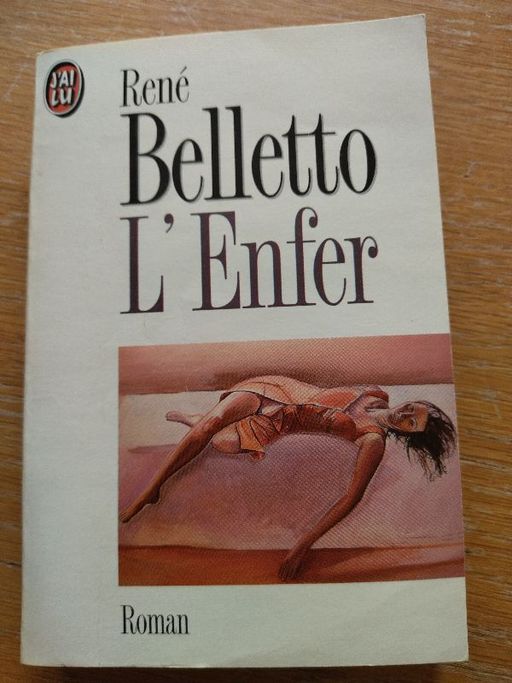 J'AI
LU
René
Belletto
L'Enfer
Roman